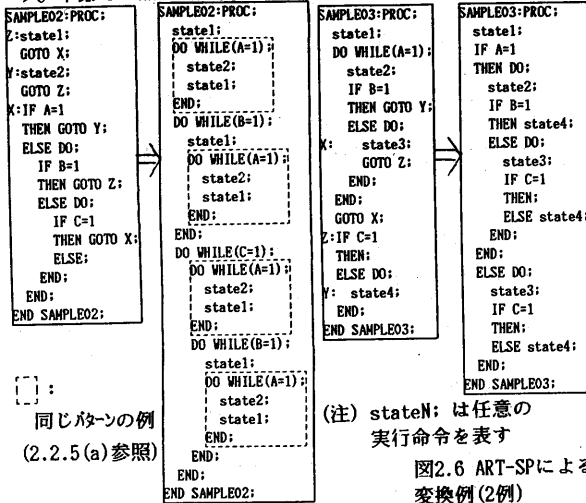 SAMPLE02:PROC;
Z:state1;
GOTO X;
Y:state2;
GOTO Z;
X:IF A=1
THEN GOTO Y;
ELSE DO;
IF B=1
THEN GOTO Z;
ELSE DO;
IF C=1
THEN GOTO X;
ELSE;
END;
END;
END SAMPLE02;
SAMPLE02:PROC;
state1;
DO WHILE(A=1);
state2;
state1;
END;
DO WHILE(B=1);
state1;
DO WHILE(A=1);
state2;
state1;
END;
END;
DO WHILE(C=1);
DO WHILE(A=1);
state2;
state1;
END;
DO WHILE(B=1);
state1;
DO WHILE(A=1);
state2;
state1;
END;
END;
END;
END SAMPLE02;
SAMPLE03:PROC;
state1;
DO WHILE(A=1);
state2;
IF B=1
THEN GOTO Y;
ELSE DO;
X: state3;
GOTO Z;
END;
END;
GOTO X;
Z:IF C=1
THEN;
ELSE DO;
Y: state4;
END;
END SAMPLE03;
SAMPLE03:PROC;
state1;
IF A=1
THEN DO;
state2;
IF B=1
THEN state4;
ELSE DO;
state3;
IF C=1
THEN;
ELSE state4;
END;
END;
ELSE DO;
state3;
IF C=1
THEN;
ELSE state4;
END;
END SAMPLE03;
:
同じパターンの例
(2.2.5(a)参照)
(注) stateN; は任意の
実行命令を表す
図2.6 ART-SPによる
変換例(2例)